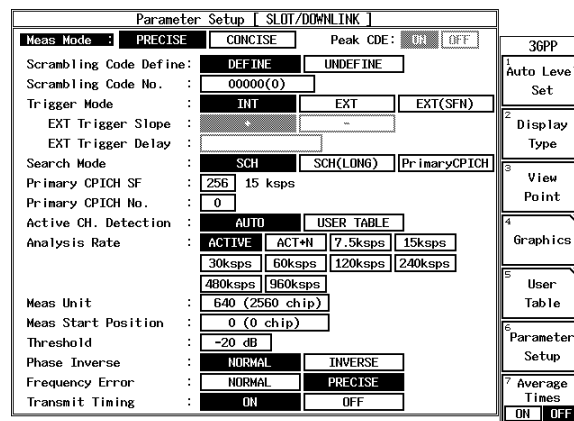 Parameter Setup [ SLOT/DOWNLINK ]
Meas Mode : PRECISE CONCISE Peak CDE: ON OFF
Scrambling Code Define: DEFINE UNDEFINE
Scrambling Code No. : 00000(0)
Trigger Mode : INT EXT EXT(SFN)
EXT Trigger Slope : + -
EXT Trigger Delay :
Search Mode : SCH SCH(LONG) PrimaryCPICH
Primary CPICH SF : 256 15 ksps
Primary CPICH No. : 0
Active CH. Detection : AUTO USER TABLE
Analysis Rate : ACTIVE ACT+N 7.5ksps 15ksps
30ksps 60ksps 120ksps 240ksps
480ksps 960ksps
Meas Unit : 640 (2560 chip)
Meas Start Position : 0 (0 chip)
Threshold : -20 dB
Phase Inverse : NORMAL INVERSE
Frequency Error : NORMAL PRECISE
Transmit Timing : ON OFF
3GPP
1
Auto Leve
Set
2
Display
Type
3
View
Point
4
Graphics
5
User
Table
6
Parameter
Setup
7 Average
Times
ON OFF